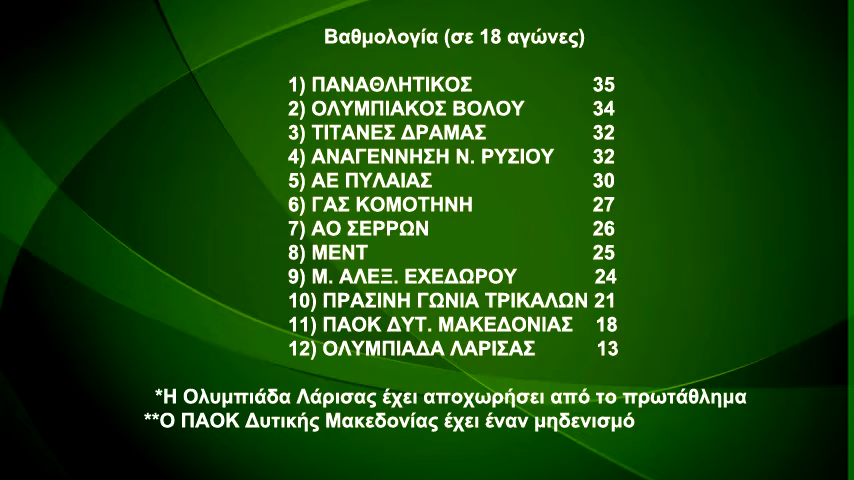 Βαθμολογία (σε 18 αγώνες)
1) ΠΑΝΑΘΛΗΤΙΚΟΣ 35
2) ΟΛΥΜΠΙΑΚΟΣ ΒΟΛΟΥ 34
3) ΤΙΤΑΝΕΣ ΔΡΑΜΑΣ 32
4) ΑΝΑΓΕΝΝΗΣΗ Ν. ΡΥΣΙΟΥ 32
5) ΑΕ ΠΥΛΑΙΑΣ 30
6) ΓΑΣ ΚΟΜΟΤΗΝΗ 27
7) ΑΟ ΣΕΡΡΩΝ 26
8) ΜΕΝΤ 25
9) Μ. ΑΛΕΞ. ΕΧΕΔΩΡΟΥ 24
10) ΠΡΑΣΙΝΗ ΓΩΝΙΑ ΤΡΙΚΑΛΩΝ 21
11) ΠΑΟΚ ΔΥΤ. ΜΑΚΕΔΟΝΙΑΣ 18
12) ΟΛΥΜΠΙΑΔΑ ΛΑΡΙΣΑΣ 13
*Η Ολυμπιάδα Λάρισας έχει αποχωρήσει από το πρωτάθλημα
**Ο ΠΑΟΚ Δυτικής Μακεδονίας έχει έναν μηδενισμό